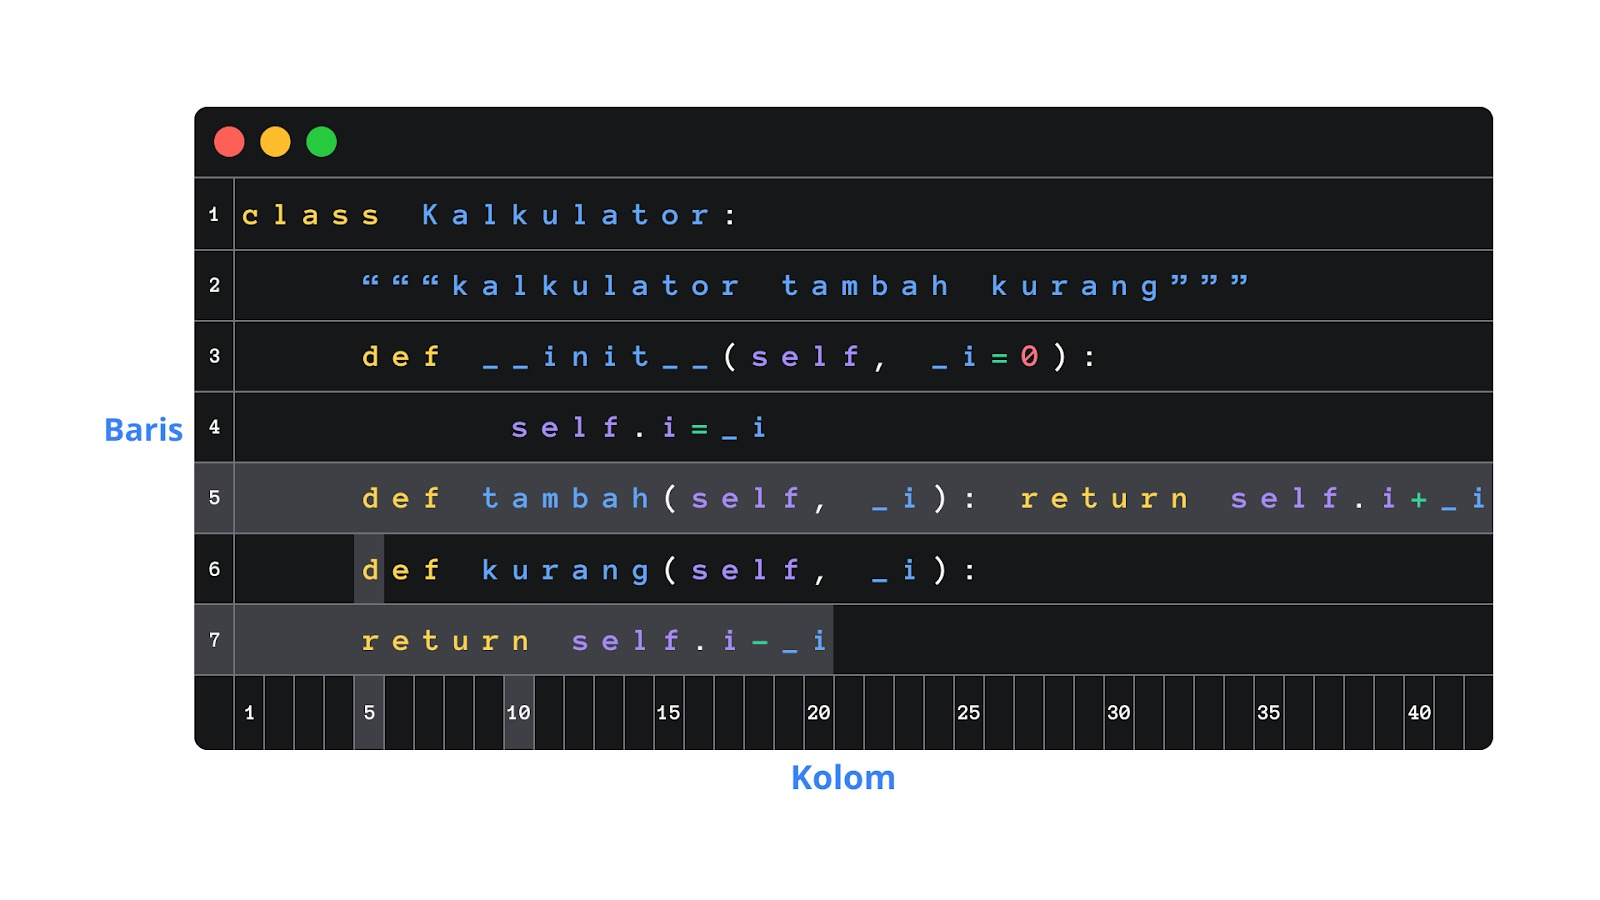 1 class Kalkulator:
2 “““kalkulator tambah kurang”””
3 def __init__(self, _i=0):
Baris
4 self.i=_i
5 def tambah(self, _i): return self.i+_i
6 def kurang(self, _i):
7 return self.i-_i
1 5 10 15 20 25 30 35 40
Kolom